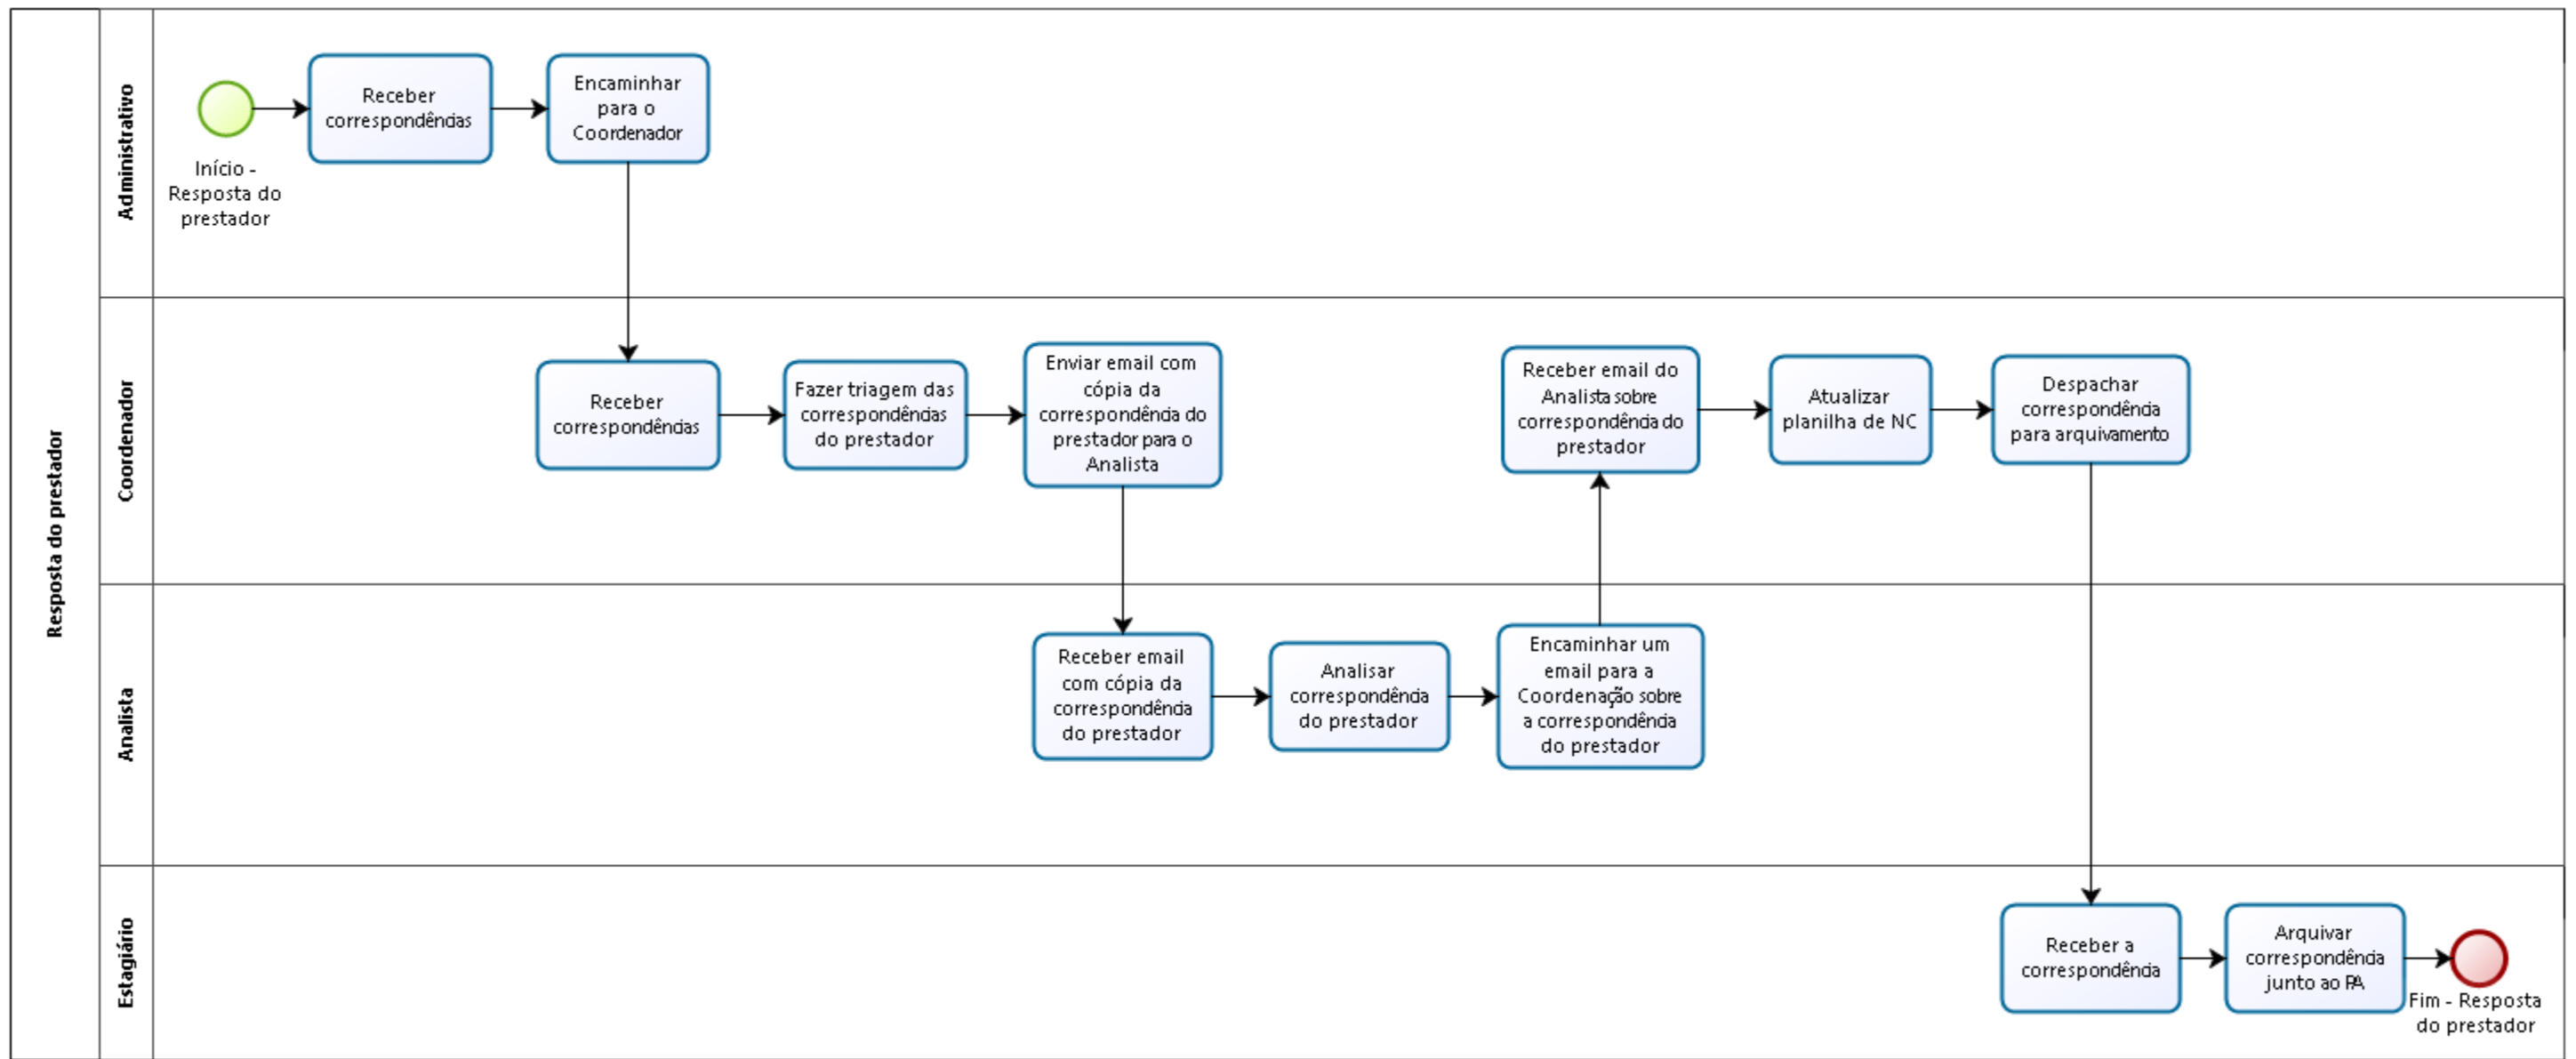 Resposta do prestador
Administrativo
Início -
Resposta do
prestador
Receber
correspondências
Encaminhar
para o
Coordenador
Coordenador
Receber
correspondências
Fazer triagem das
correspondências
do prestador
Enviar email com
cópia da
correspondência do
prestador para o
Analista
Receber email do
Analista sobre
correspondência do
prestador
Atualizar
planilha de NC
Despachar
correspondência
para arquivamento
Analista
Receber email
com cópia da
correspondência
do prestador
Analisar
correspondência
do prestador
Encaminhar um
email para a
Coordenação sobre
a correspondência
do prestador
Estagiário
Receber a
correspondência
Arquivar
correspondência
junto ao PA
Fim - Resposta
do prestador